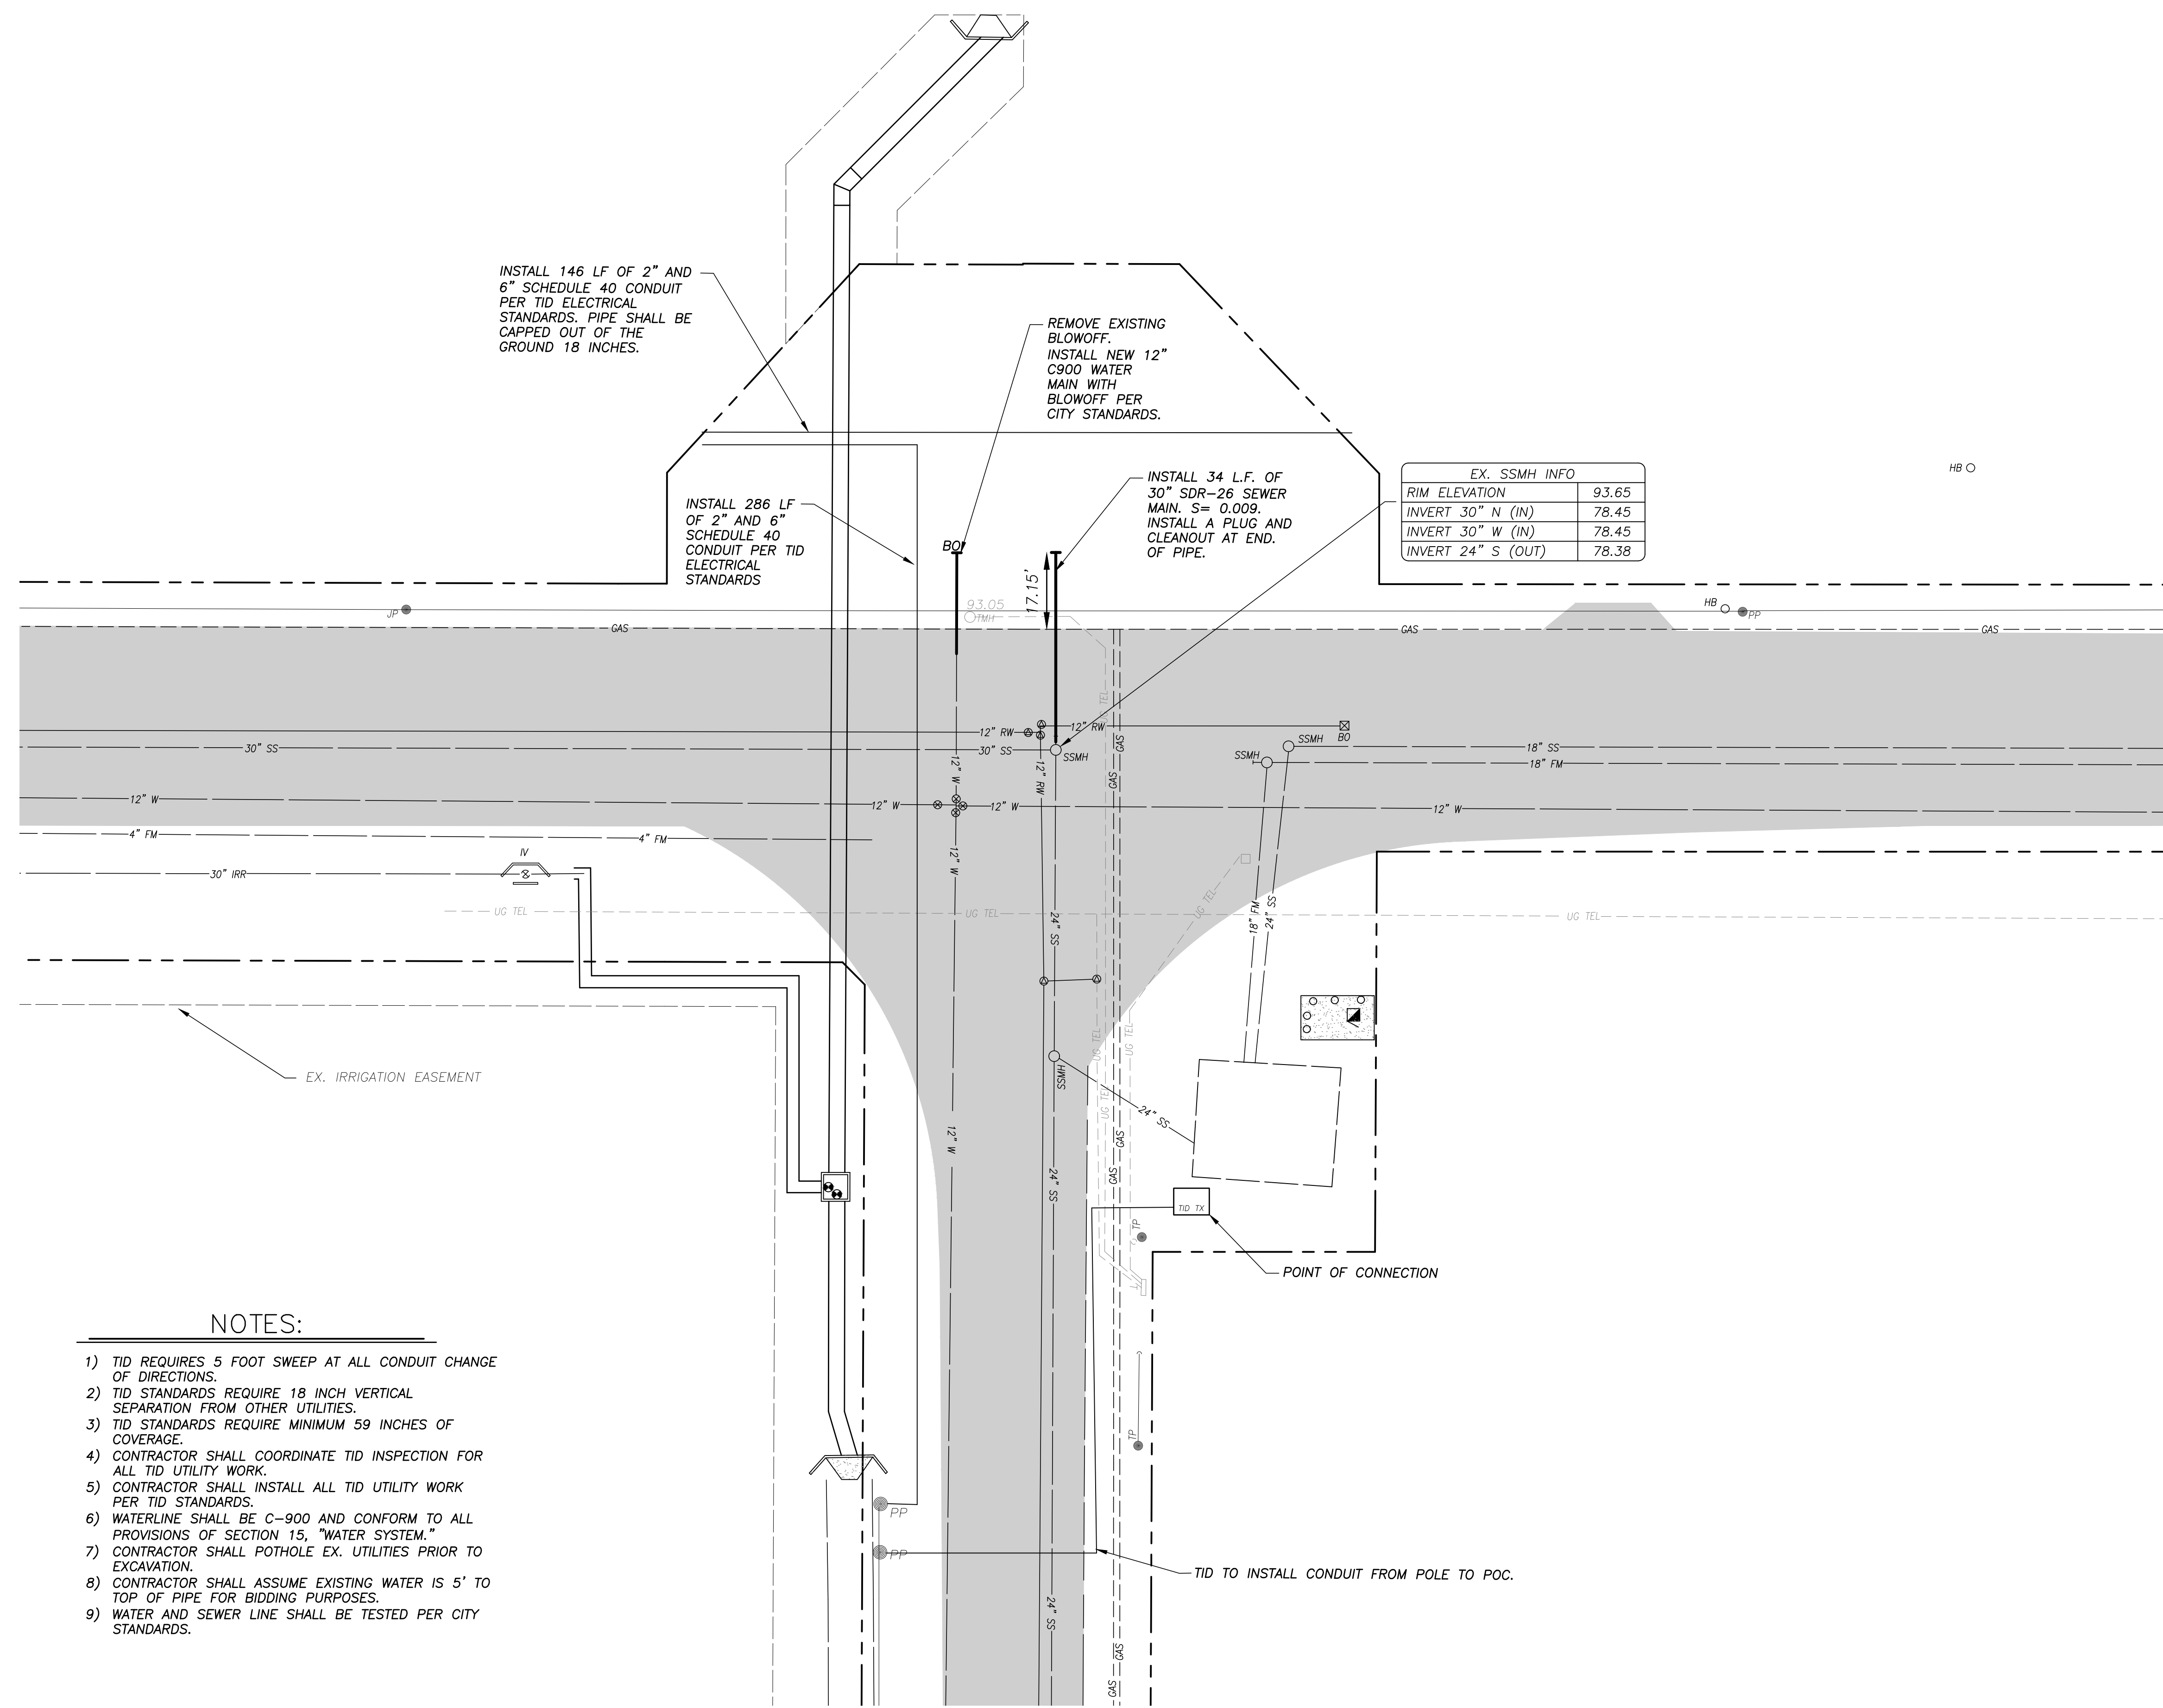 INSTALL 146 LF OF 2" AND
6" SCHEDULE 40 CONDUIT
PER TID ELECTRICAL
STANDARDS. PIPE SHALL BE
CAPPED OUT OF THE
GROUND 18 INCHES.
REMOVE EXISTING
BLOWOFF.
INSTALL NEW 12"
C900 WATER
MAIN WITH
BLOWOFF PER
CITY STANDARDS.
INSTALL 286 LF
OF 2" AND 6"
SCHEDULE 40
CONDUIT PER TID
ELECTRICAL
STANDARDS
INSTALL 34 L.F. OF
30" SDR-26 SEWER
MAIN. S= 0.009.
INSTALL A PLUG AND
CLEANOUT AT END.
OF PIPE.
EX. SSMH INFO
RIM ELEVATION 93.65
INVERT 30" N (IN) 78.45
INVERT 30" W (IN) 78.45
INVERT 24" S (OUT) 78.38
HB
BO
17.15'
93.05
TMH
JP
HB
PP
GAS
GAS
GAS
UG TEL
12" RW
12" RW
BO
30" SS
30" SS
SSMH
GAS
SSMH
18" SS
SSMH
18" FM
12" W
12" RW
GAS
12" W
12" W
12" W
12" W
4" FM
4" FM
12" W
IV
30" IRR
UG TEL
UG TEL
UG TEL
UG TEL
24" SS
18" FM
24" SS
EX. IRRIGATION EASEMENT
UG TEL
UG TEL
SSMH
UG TEL
24" SS
12" W
GAS
GAS
24" SS
TID TX
TP
POINT OF CONNECTION
TP
PP
PP
TID TO INSTALL CONDUIT FROM POLE TO POC.
24" SS
GAS
GAS
NOTES:
1) TID REQUIRES 5 FOOT SWEEP AT ALL CONDUIT CHANGE
OF DIRECTIONS.
2) TID STANDARDS REQUIRE 18 INCH VERTICAL
SEPARATION FROM OTHER UTILITIES.
3) TID STANDARDS REQUIRE MINIMUM 59 INCHES OF
COVERAGE.
4) CONTRACTOR SHALL COORDINATE TID INSPECTION FOR
ALL TID UTILITY WORK.
5) CONTRACTOR SHALL INSTALL ALL TID UTILITY WORK
PER TID STANDARDS.
6) WATERLINE SHALL BE C-900 AND CONFORM TO ALL
PROVISIONS OF SECTION 15, "WATER SYSTEM."
7) CONTRACTOR SHALL POTHOLE EX. UTILITIES PRIOR TO
EXCAVATION.
8) CONTRACTOR SHALL ASSUME EXISTING WATER IS 5' TO
TOP OF PIPE FOR BIDDING PURPOSES.
9) WATER AND SEWER LINE SHALL BE TESTED PER CITY
STANDARDS.